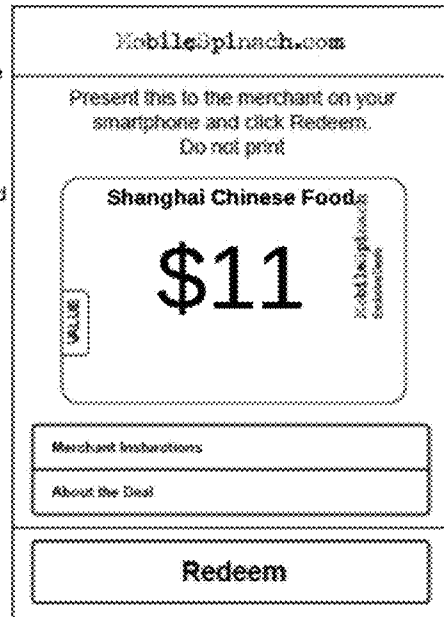 MobileSpinach.com
Present this to the merchant on your
smartphone and click Redeem.
Do not print
Shanghai Chinese Food
$11
VALUE
MobileSpinach
Merchant Instructions
About the Deal
Redeem